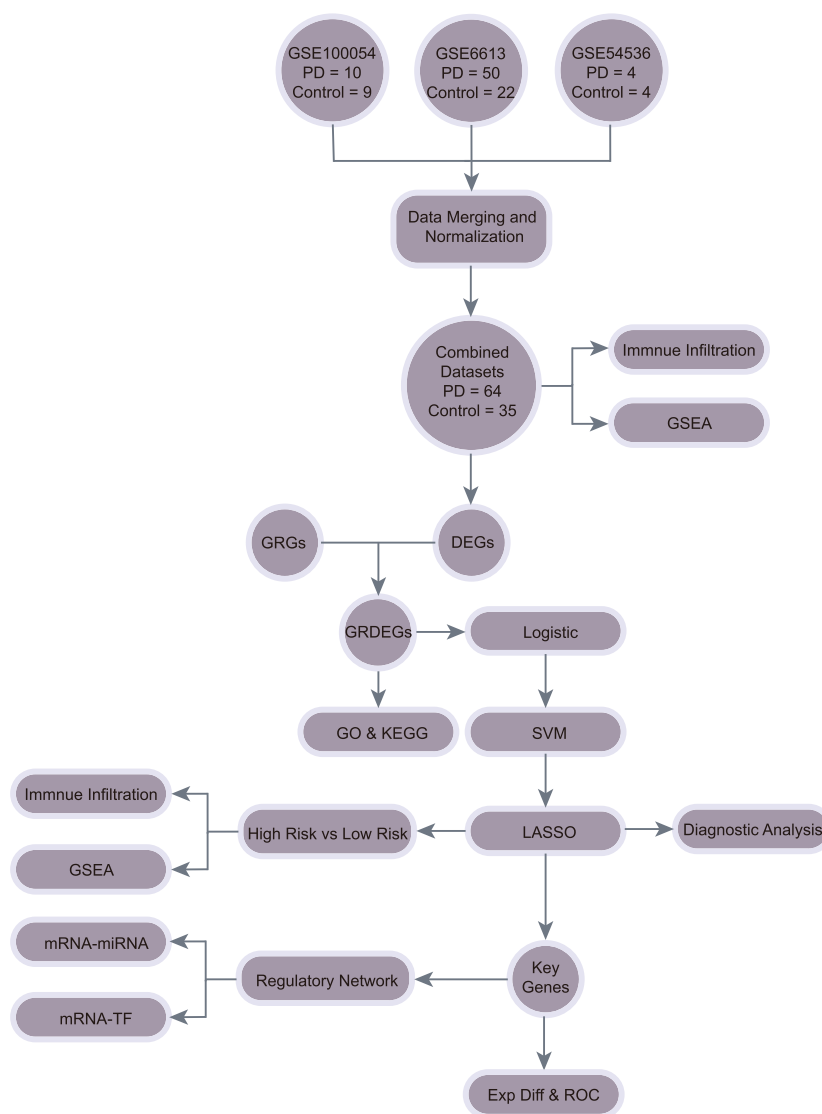 GSE100054
PD = 10
Control = 9
GSE6613
PD = 50
Control = 22
GSE54536
PD = 4
Control = 4
Data Merging and
Normalization
Combined
Datasets
PD = 64
Control = 35
Immnue Infiltration
GSEA
GRGs
DEGs
GRDEGs
Logistic
GO & KEGG
SVM
Immnue Infiltration
High Risk vs Low Risk
LASSO
Diagnostic Analysis
GSEA
mRNA-miRNA
Regulatory Network
Key
Genes
mRNA-TF
Exp Diff & ROC